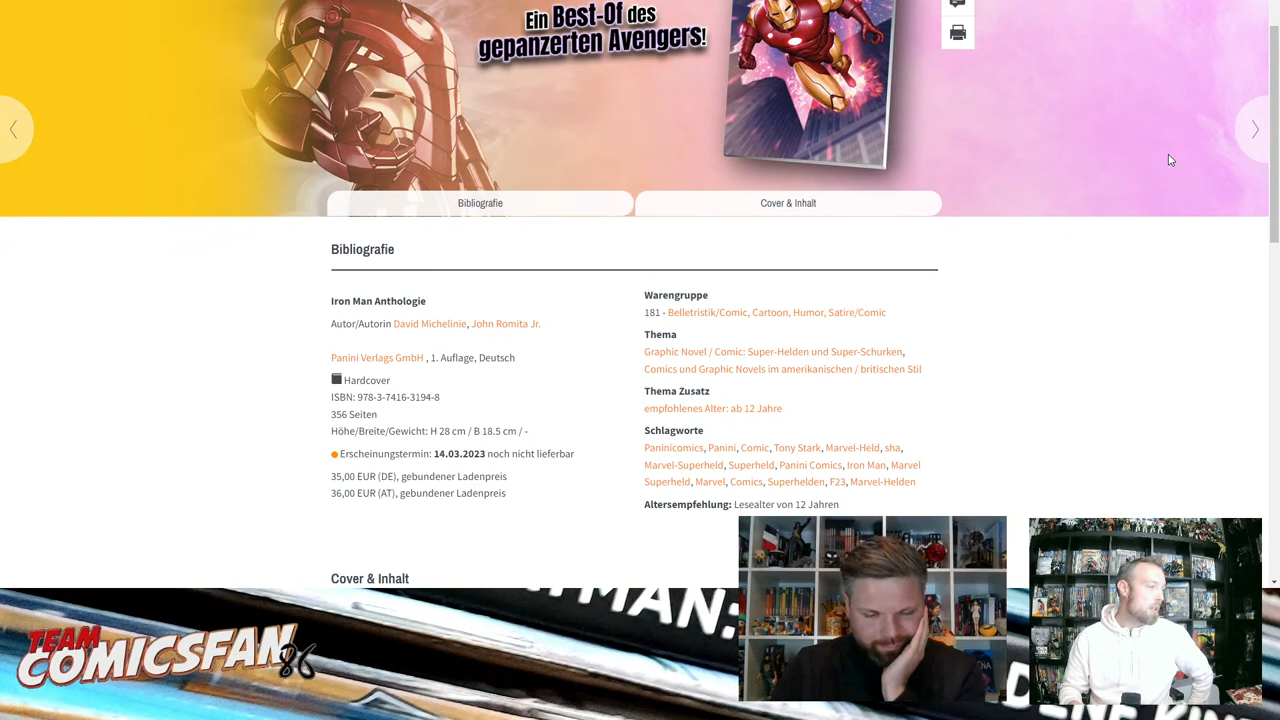 Ein Best-Of des
gepanzerten Avengers!
Bibliografie
Cover & Inhalt
Bibliografie
Iron Man Anthologie
Autor/Autorin David Michelinie, John Romita Jr.
Panini Verlags GmbH , 1. Auflage, Deutsch
Hardcover
ISBN: 978-3-7416-3194-8
356 Seiten
Höhe/Breite/Gewicht: H 28 cm / B 18.5 cm / -
Erscheinungstermin: 14.03.2023 noch nicht lieferbar
35,00 EUR (DE), gebundener Ladenpreis
36,00 EUR (AT), gebundener Ladenpreis
Warengruppe
181 - Belletristik/Comic, Cartoon, Humor, Satire/Comic
Thema
Graphic Novel / Comic: Super-Helden und Super-Schurken,
Comics und Graphic Novels im amerikanischen / britischen Stil
Thema Zusatz
empfohlenes Alter: ab 12 Jahre
Schlagworte
Paninicomics, Panini, Comic, Tony Stark, Marvel-Held, sha,
Marvel-Superheld, Superheld, Panini Comics, Iron Man, Marvel
Superheld, Marvel, Comics, Superhelden, F23, Marvel-Helden
Altersempfehlung: Lesealter von 12 Jahren
Cover & Inhalt
TEAM
COMICSFAN
86